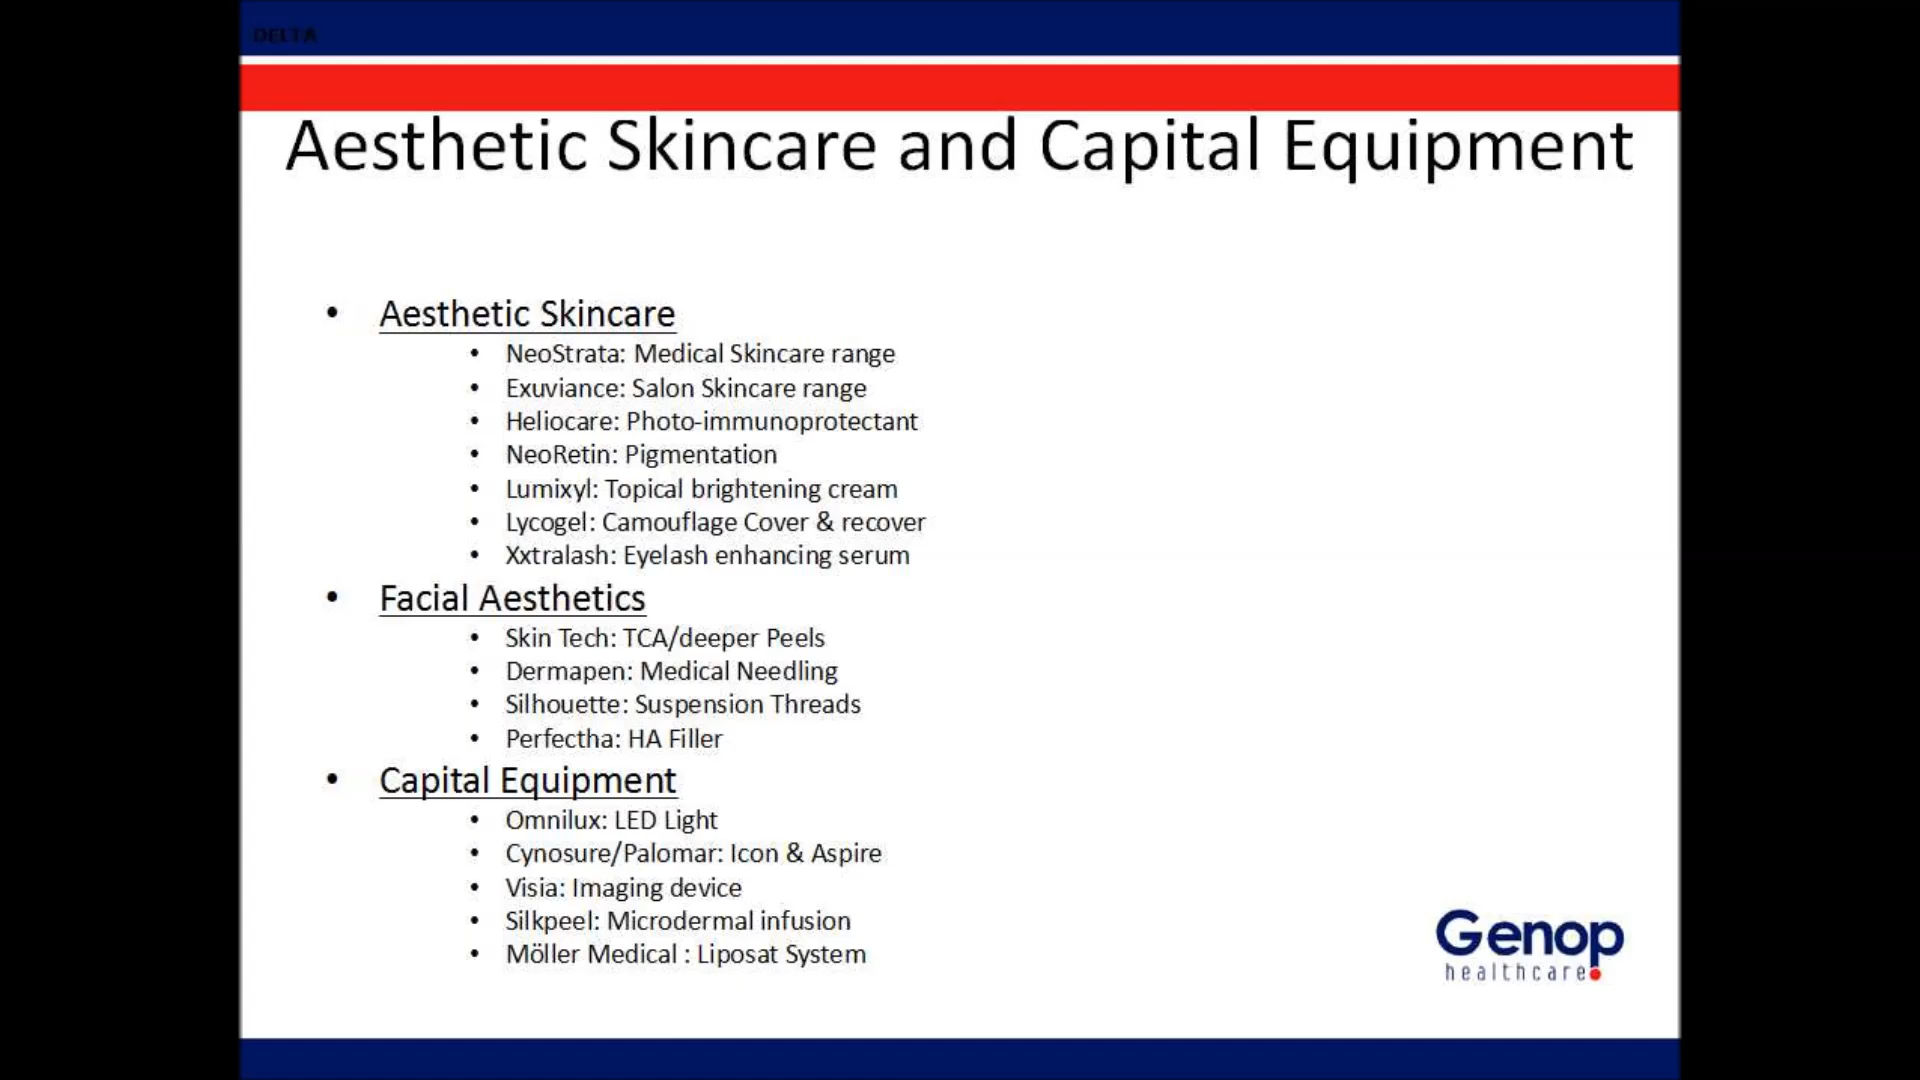 DELTA
Aesthetic Skincare and Capital Equipment
• Aesthetic Skincare
• NeoStrata: Medical Skincare range
• Exuviance: Salon Skincare range
• Heliocare: Photo-immunoprotectant
• NeoRetin: Pigmentation
• Lumixyl: Topical brightening cream
• Lycogel: Camouflage Cover & recover
• Xxtralash: Eyelash enhancing serum
• Facial Aesthetics
• Skin Tech: TCA/deeper Peels
• Dermapen: Medical Needling
• Silhouette: Suspension Threads
• Perfectha: HA Filler
• Capital Equipment
• Omnilux: LED Light
• Cynosure/Palomar: Icon & Aspire
• Visia: Imaging device
• Silkpeel: Microdermal infusion
• Möller Medical : Liposat System
Genop
healthcare